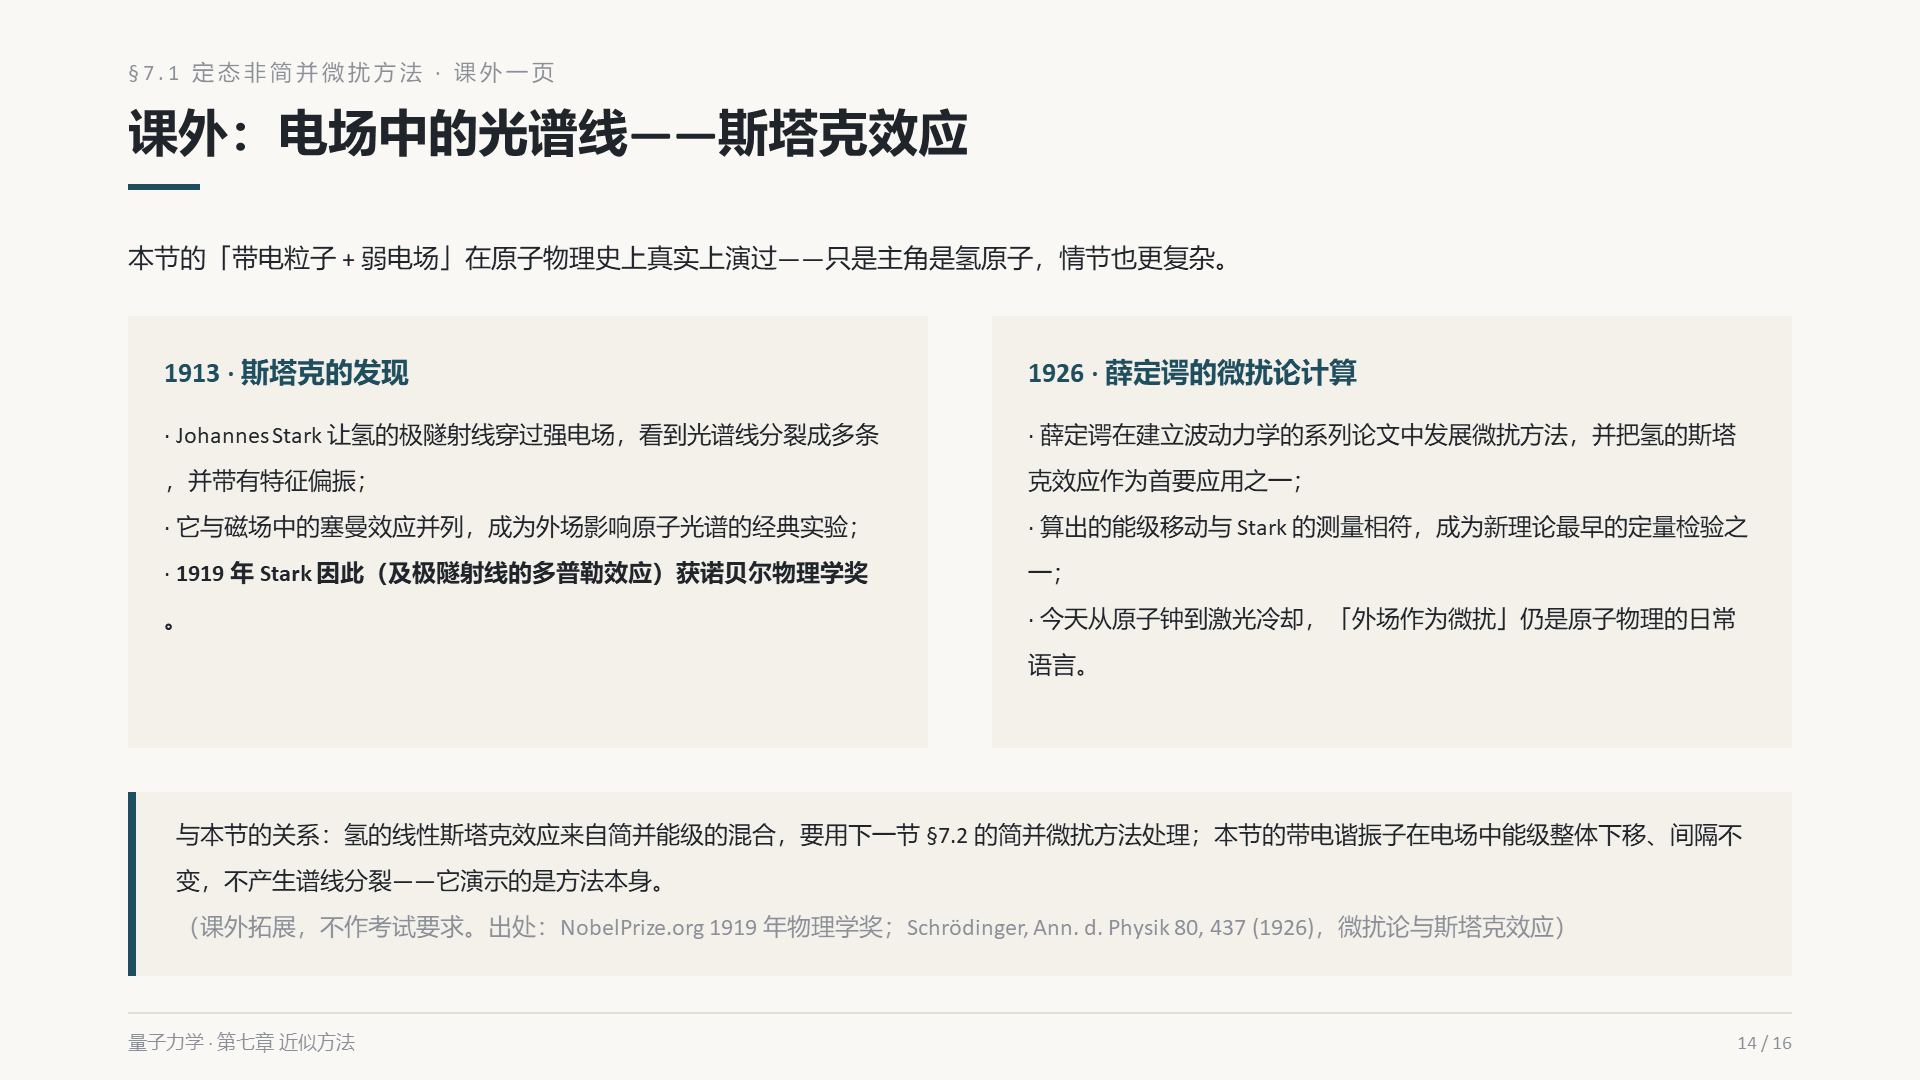 §7.1 定态非简并微扰方法 · 课外一页
课外：电场中的光谱线——斯塔克效应
本节的「带电粒子 + 弱电场」在原子物理史上真实上演过——只是主角是氢原子，情节也更复杂。
1913 · 斯塔克的发现
· Johannes Stark 让氢的极隧射线穿过强电场，看到光谱线分裂成多条
，并带有特征偏振；
· 它与磁场中的塞曼效应并列，成为外场影响原子光谱的经典实验；
· 1919 年 Stark 因此（及极隧射线的多普勒效应）获诺贝尔物理学奖
。
1926 · 薛定谔的微扰论计算
· 薛定谔在建立波动力学的系列论文中发展微扰方法，并把氢的斯塔
克效应作为首要应用之一；
· 算出的能级移动与 Stark 的测量相符，成为新理论最早的定量检验之
一；
· 今天从原子钟到激光冷却，「外场作为微扰」仍是原子物理的日常
语言。
与本节的关系：氢的线性斯塔克效应来自简并能级的混合，要用下一节 §7.2 的简并微扰方法处理；本节的带电谐振子在电场中能级整体下移、间隔不
变，不产生谱线分裂——它演示的是方法本身。
（课外拓展，不作考试要求。出处：NobelPrize.org 1919 年物理学奖；Schrödinger, Ann. d. Physik 80, 437 (1926)，微扰论与斯塔克效应）
量子力学 · 第七章 近似方法
14 / 16